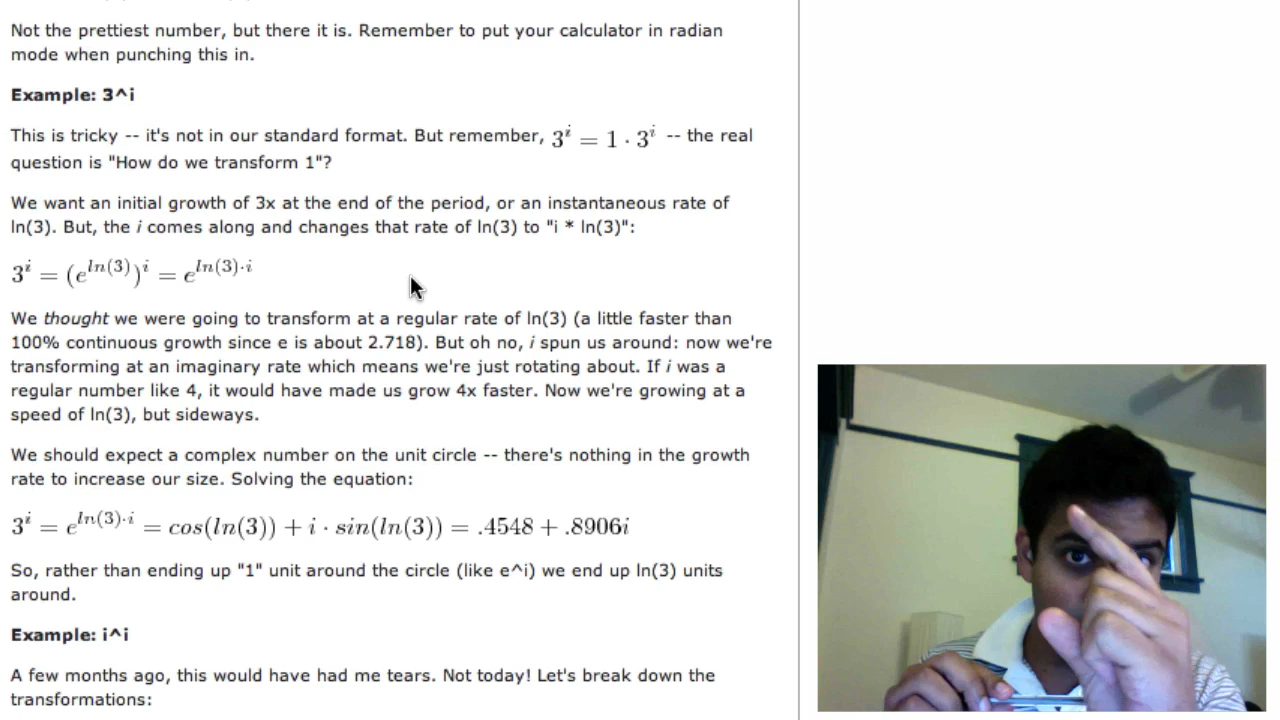 Not the prettiest number, but there it is. Remember to put your calculator in radian
mode when punching this in.
Example: 3^i
This is tricky -- it's not in our standard format. But remember, 3^i = 1 · 3^i -- the real
question is "How do we transform 1"?
We want an initial growth of 3x at the end of the period, or an instantaneous rate of
ln(3). But, the i comes along and changes that rate of ln(3) to "i * ln(3)":
3^i = (e^{ln(3)})^i = e^{ln(3)·i}
We thought we were going to transform at a regular rate of ln(3) (a little faster than
100% continuous growth since e is about 2.718). But oh no, i spun us around: now we're
transforming at an imaginary rate which means we're just rotating about. If i was a
regular number like 4, it would have made us grow 4x faster. Now we're growing at a
speed of ln(3), but sideways.
We should expect a complex number on the unit circle -- there's nothing in the growth
rate to increase our size. Solving the equation:
3^i = e^{ln(3)·i} = cos(ln(3)) + i · sin(ln(3)) = .4548 + .8906i
So, rather than ending up "1" unit around the circle (like e^i) we end up ln(3) units
around.
Example: i^i
A few months ago, this would have had me tears. Not today! Let's break down the
transformations: